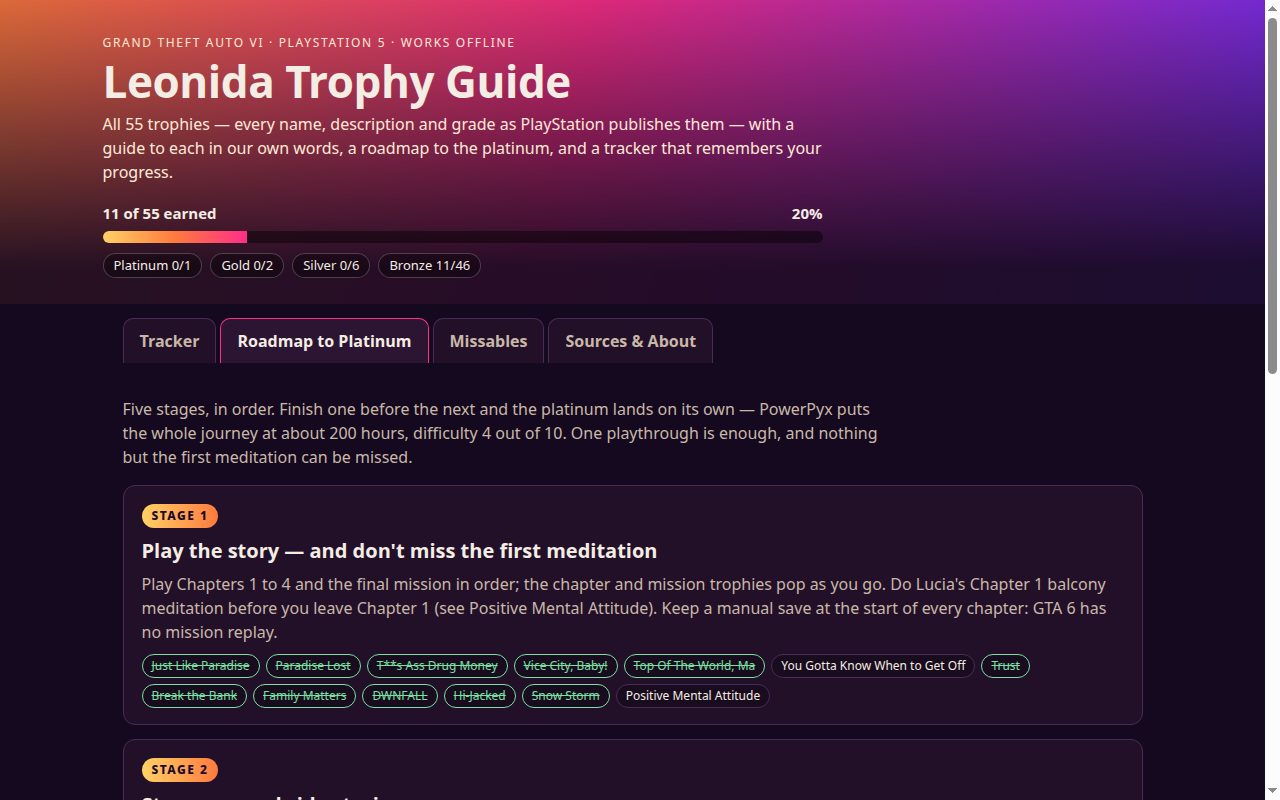 GRAND THEFT AUTO VI · PLAYSTATION 5 · WORKS OFFLINE
Leonida Trophy Guide
All 55 trophies — every name, description and grade as PlayStation publishes them — with a
guide to each in our own words, a roadmap to the platinum, and a tracker that remembers your
progress.
11 of 55 earned 20%
Platinum 0/1 Gold 0/2 Silver 0/6 Bronze 11/46
Tracker Roadmap to Platinum Missables Sources & About
Five stages, in order. Finish one before the next and the platinum lands on its own — PowerPyx puts
the whole journey at about 200 hours, difficulty 4 out of 10. One playthrough is enough, and nothing
but the first meditation can be missed.
STAGE 1
Play the story — and don't miss the first meditation
Play Chapters 1 to 4 and the final mission in order; the chapter and mission trophies pop as you go. Do Lucia's Chapter 1 balcony
meditation before you leave Chapter 1 (see Positive Mental Attitude). Keep a manual save at the start of every chapter: GTA 6 has
no mission replay.
Just Like Paradise Paradise Lost T**s Ass Drug Money Vice City, Baby! Top Of The World, Ma You Gotta Know When to Get Off Trust
Break the Bank Family Matters DWNFALL Hi-Jacked Snow Storm Positive Mental Attitude
STAGE 2